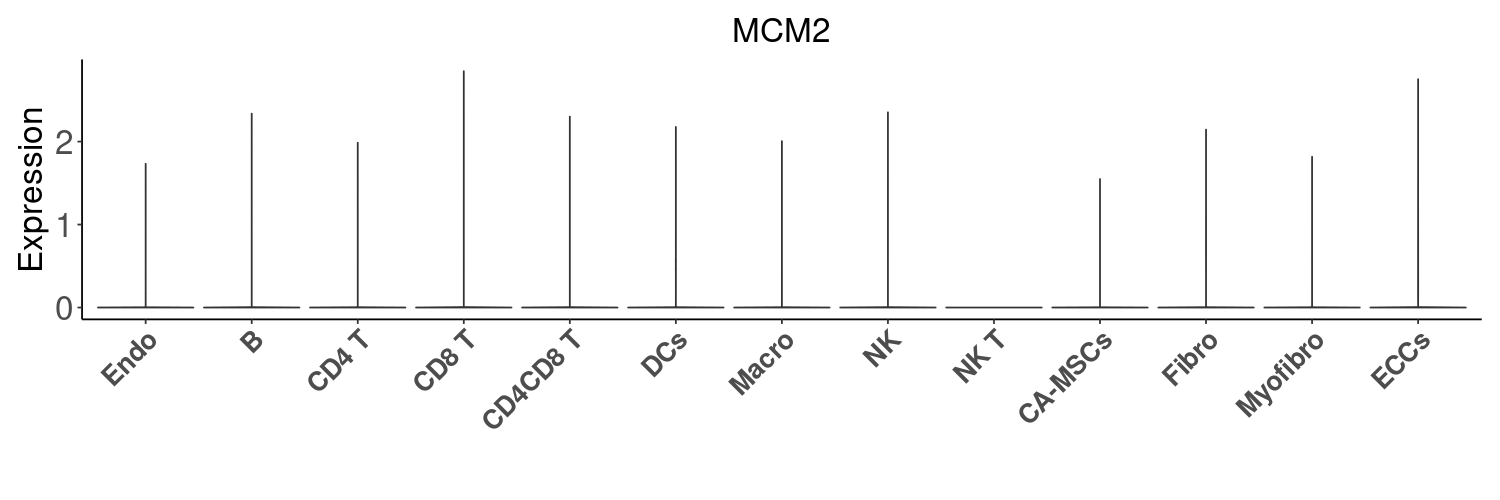 MCM2
Expression
2
1
0
Endo
B
CD4 T
CD8 T
CD4CD8 T
DCs
Macro
NK
NK T
CA-MSCs
Fibro
Myofibro
ECCs